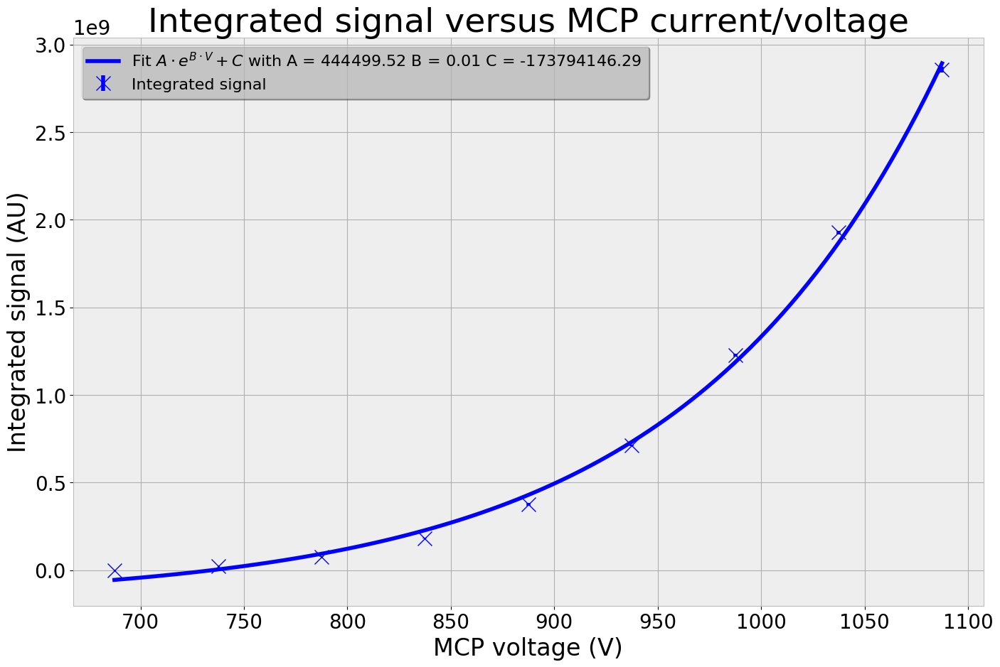 Integrated signal versus MCP current/voltage
1e9
3.0
2.5
2.0
1.5
1.0
0.5
0.0
Integrated signal (AU)
Fit $A \cdot e^{B \cdot V} + C$ with A = 444499.52 B = 0.01 C = -173794146.29
Integrated signal
700 750 800 850 900 950 1000 1050 1100
MCP voltage (V)